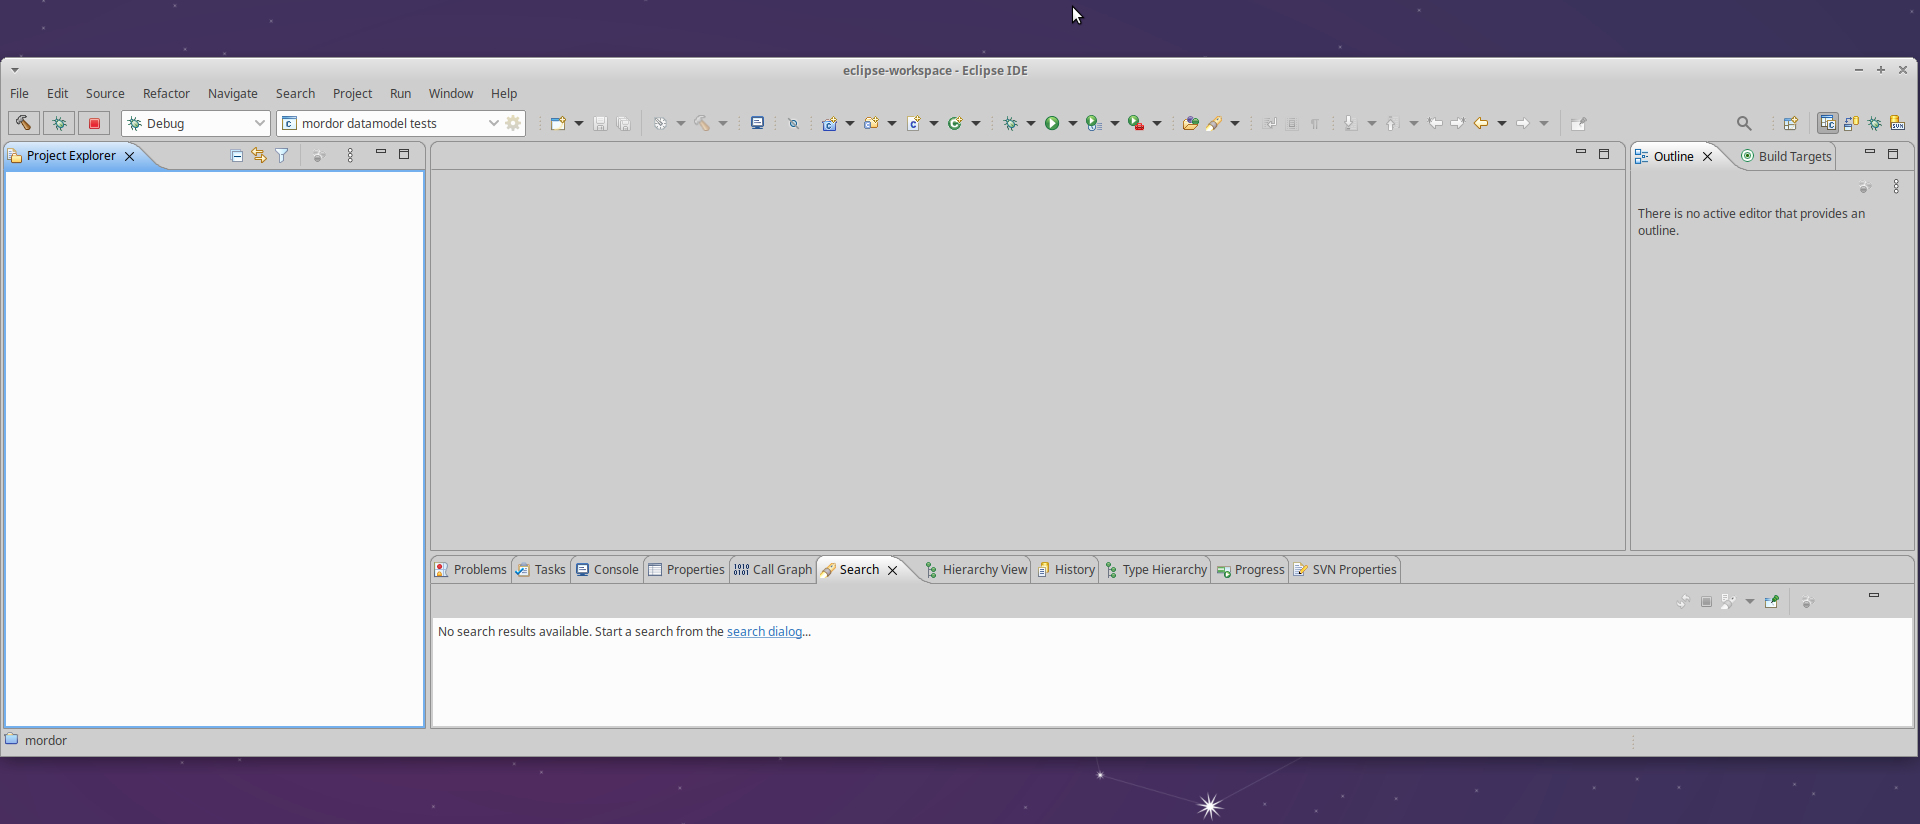 eclipse-workspace - Eclipse IDE
File Edit Source Refactor Navigate Search Project Run Window Help
Debug mordor datamodel tests
Project Explorer
Outline Build Targets
There is no active editor that provides an
outline.
Problems Tasks Console Properties Call Graph Search Hierarchy View History Type Hierarchy Progress SVN Properties
No search results available. Start a search from the search dialog...
mordor